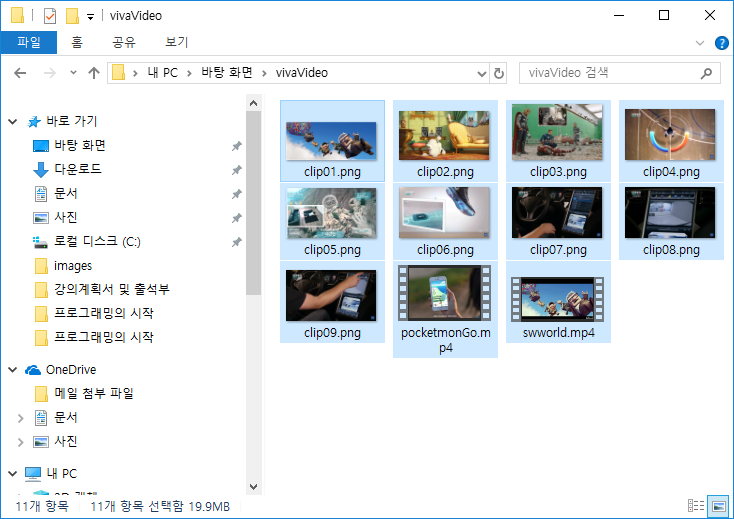 vivaVideo
파일 홈 공유 보기
내 PC 바탕 화면 vivaVideo vivaVideo 검색
바로 가기
바탕 화면
다운로드
문서
사진
로컬 디스크 (C:)
images
강의계획서 및 출석부
프로그래밍의 시작
프로그래밍의 시작
OneDrive
메일 첨부 파일
문서
사진
내 PC
clip01.png clip02.png clip03.png clip04.png
clip05.png clip06.png clip07.png clip08.png
clip09.png pocketmonGo.m swworld.mp4
p4
11개 항목 11개 항목 선택함 19.9MB